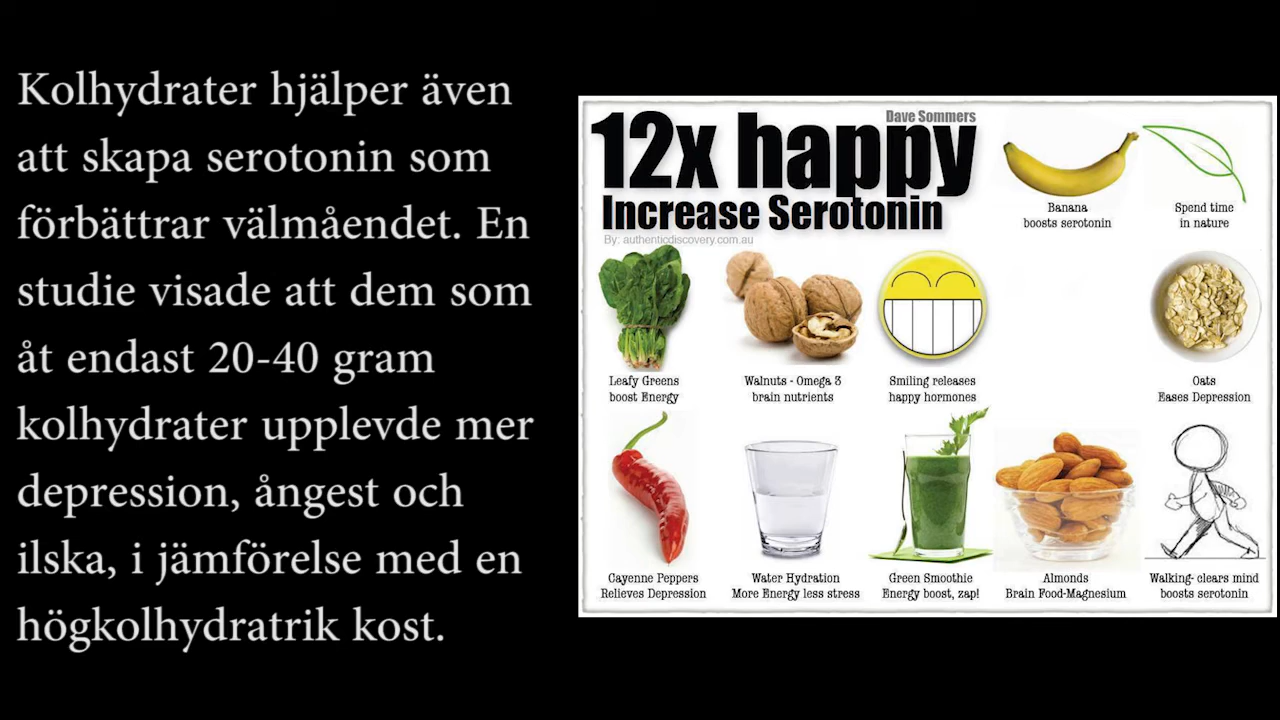 Kolhydrater hjälper även
att skapa serotonin som
förbättrar välmåendet. En
studie visade att dem som
åt endast 20-40 gram
kolhydrater upplevde mer
depression, ångest och
ilska, i jämförelse med en
högkolhydratrik kost.
Dave Sommers
12x happy
Increase Serotonin
By: authenticdiscovery.com.au
Banana
boosts serotonin
Spend time
in nature
Leafy Greens
boost Energy
Walnuts - Omega 3
brain nutrients
Smiling releases
happy hormones
Oats
Eases Depression
Cayenne Peppers
Relieves Depression
Water Hydration
More Energy less stress
Green Smoothie
Energy boost, zap!
Almonds
Brain Food-Magnesium
Walking- clears mind
boosts serotonin